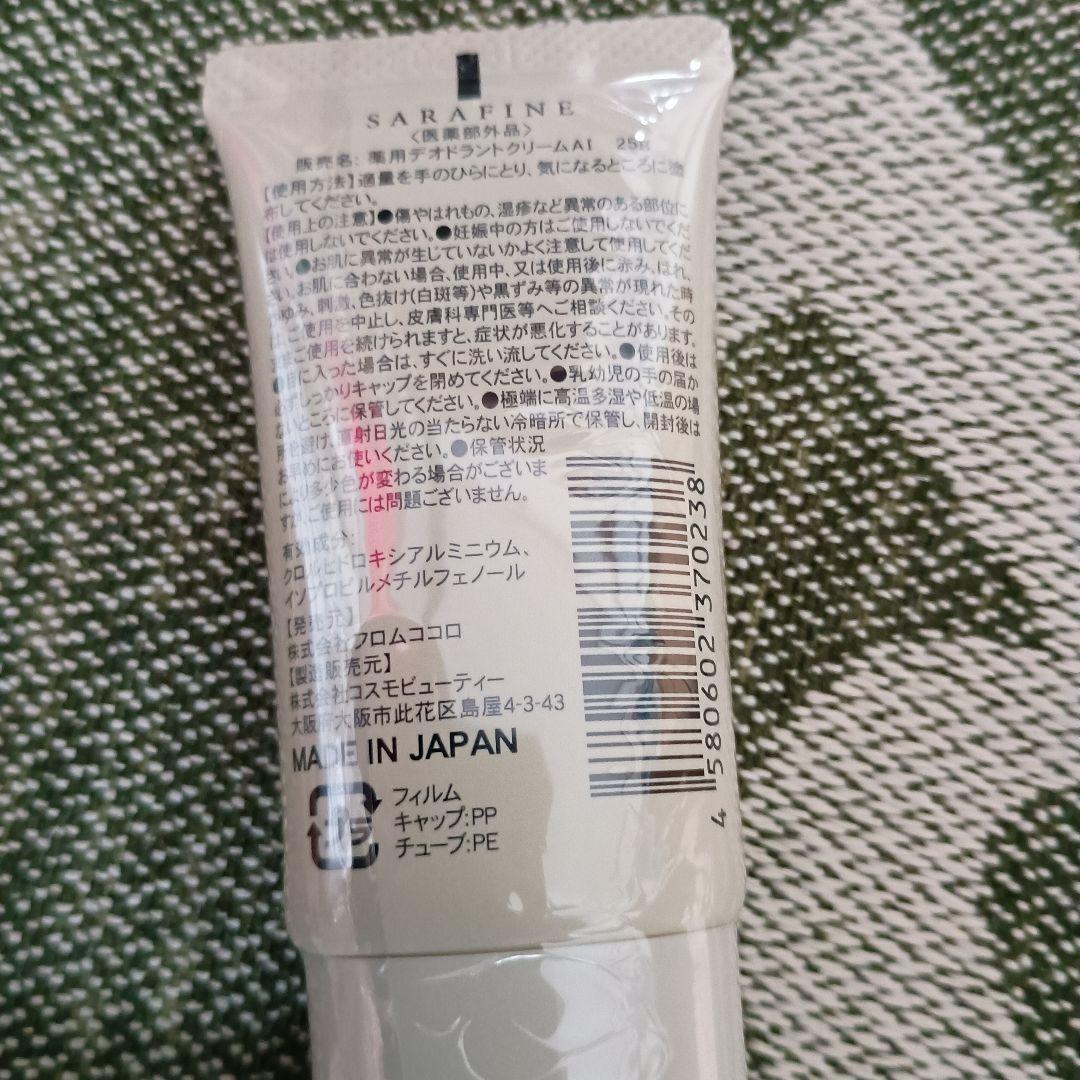 SARAFINE
〈医薬部外品〉
販売名: 薬用デオドラントクリームAI 25g
【使用方法】適量を手のひらにとり、気になるところに塗
布してください。
【使用上の注意】●傷やはれもの、湿疹など異常のある部位に
は使用しないでください。●妊娠中の方はご使用しないでくだ
さい。●お肌に異常が生じていないかよく注意して使用してくだ
さい。お肌に合わない場合、使用中、又は使用後に赤み、はれ、
かゆみ、刺激、色抜け(白斑等)や黒ずみ等の異常が現れた時
ご使用を中止し、皮膚科専門医等へご相談ください。その
ご使用を続けられますと、症状が悪化することがあります。
●目に入った場合は、すぐに洗い流してください。●使用後は
必ずしっかりキャップを閉めてください。●乳幼児の手の届か
ないところに保管してください。●極端に高温多湿や低温の場
所を避け、直射日光の当たらない冷暗所で保管し、開封後は
お早めにお使いください。●保管状況
により多少色が変わる場合がございま
すが、ご使用には問題ございません。
有効成分:
クロルヒドロキシアルミニウム、
イソプロピルメチルフェノール
【発売元】
株式会社フロムココロ
【製造販売元】
株式会社コスモビューティー
大阪府大阪市此花区島屋4-3-43
MADE IN JAPAN
フィルム
キャップ:PP
チューブ:PE
4 580602 370238